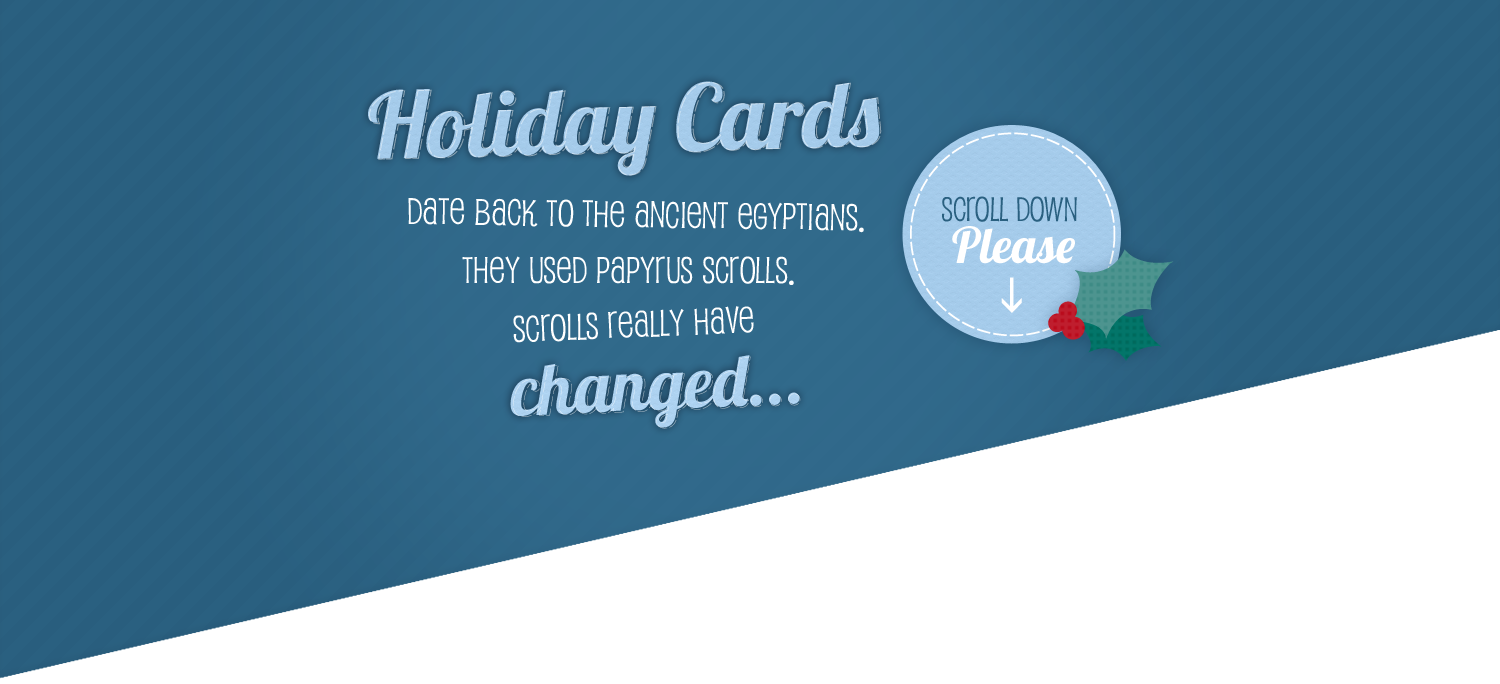 Holiday Cards
DATE BACK TO THE ANCIENT EGYPTIANS.
THEY USED PAPYRUS SCROLLS.
SCROLLS REALLY HAVE
changed...
SCROLL DOWN
Please
↓